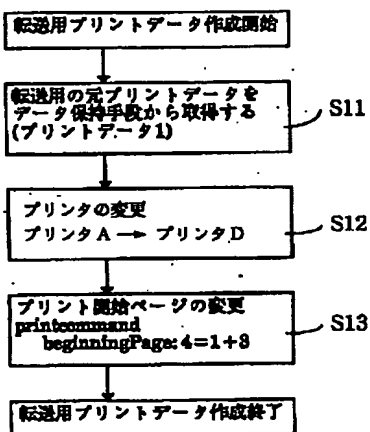 転送用プリントデータ作成開始
転送用の元プリントデータを
データ保持手段から取得する
(プリントデータ1)
S11
プリンタの変更
プリンタA → プリンタD
S12
プリント開始ページの変更
printcommand
beginningPage:4=1+3
S13
転送用プリントデータ作成終了